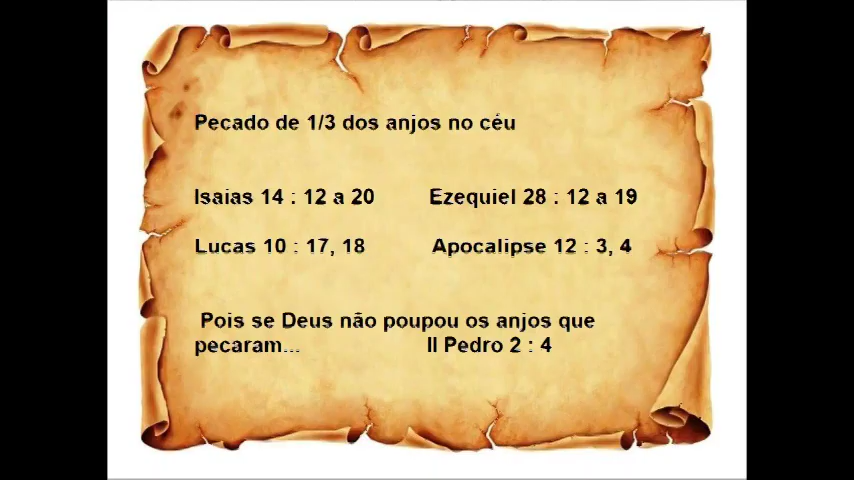 Pecado de 1/3 dos anjos no céu
Isaias 14 : 12 a 20 Ezequiel 28 : 12 a 19
Lucas 10 : 17, 18 Apocalipse 12 : 3, 4
Pois se Deus não poupou os anjos que
pecaram... II Pedro 2 : 4